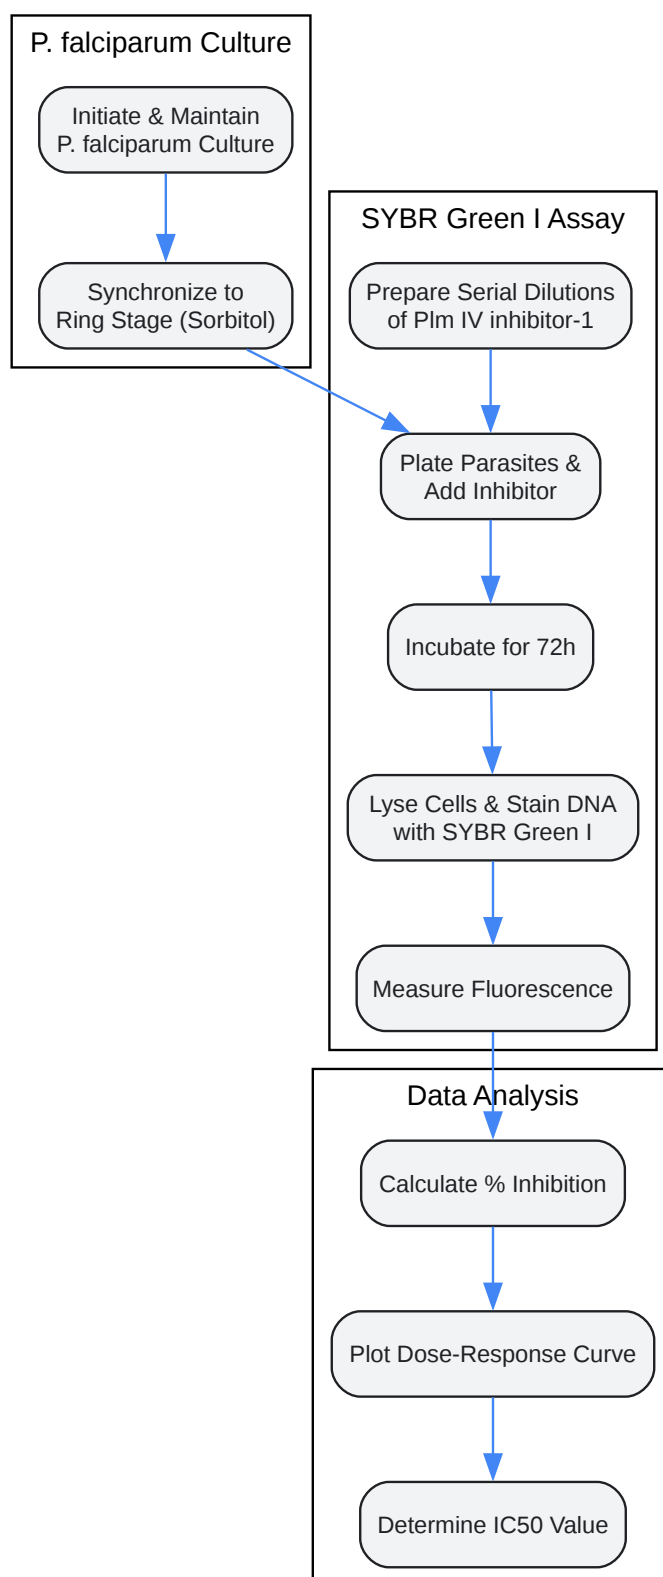 P. falciparum Culture
Initiate & Maintain
P. falciparum Culture
Synchronize to
Ring Stage (Sorbitol)
SYBR Green I Assay
Prepare Serial Dilutions
of Plm IV inhibitor-1
Plate Parasites &
Add Inhibitor
Incubate for 72h
Lyse Cells & Stain DNA
with SYBR Green I
Measure Fluorescence
Data Analysis
Calculate % Inhibition
Plot Dose-Response Curve
Determine IC50 Value